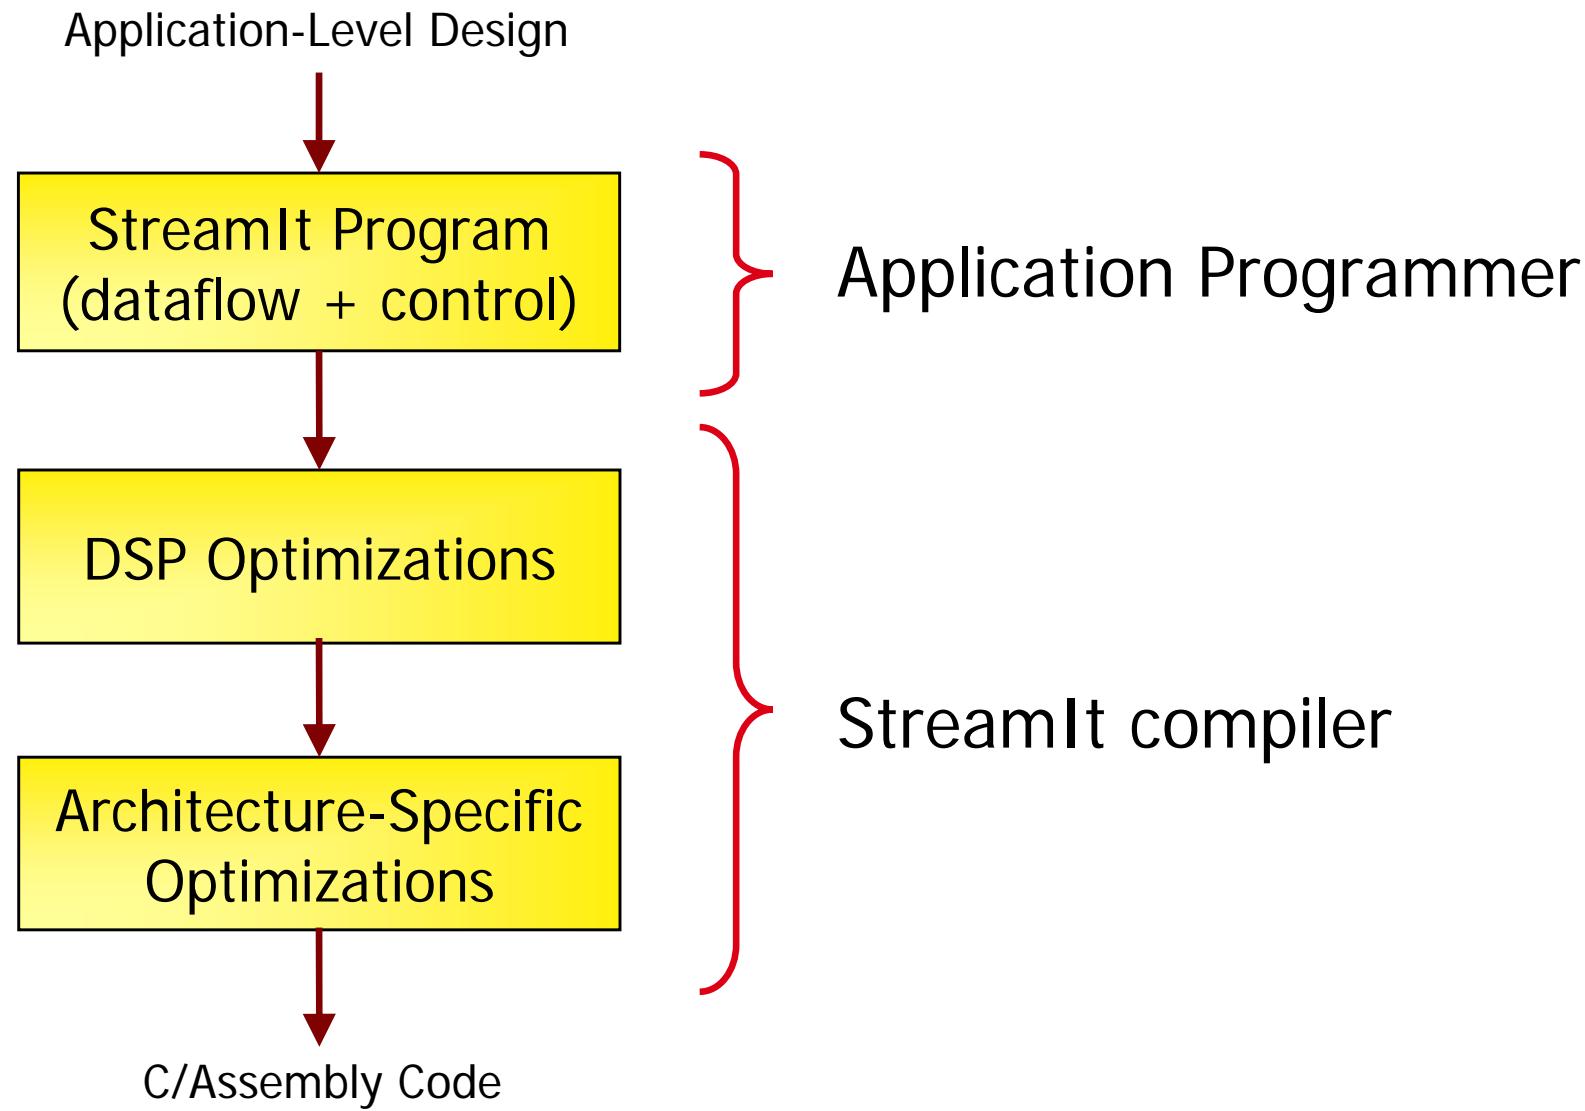 Application-Level Design
StreamIt Program
(dataflow + control)
Application Programmer
DSP Optimizations
StreamIt compiler
Architecture-Specific
Optimizations
C/Assembly Code